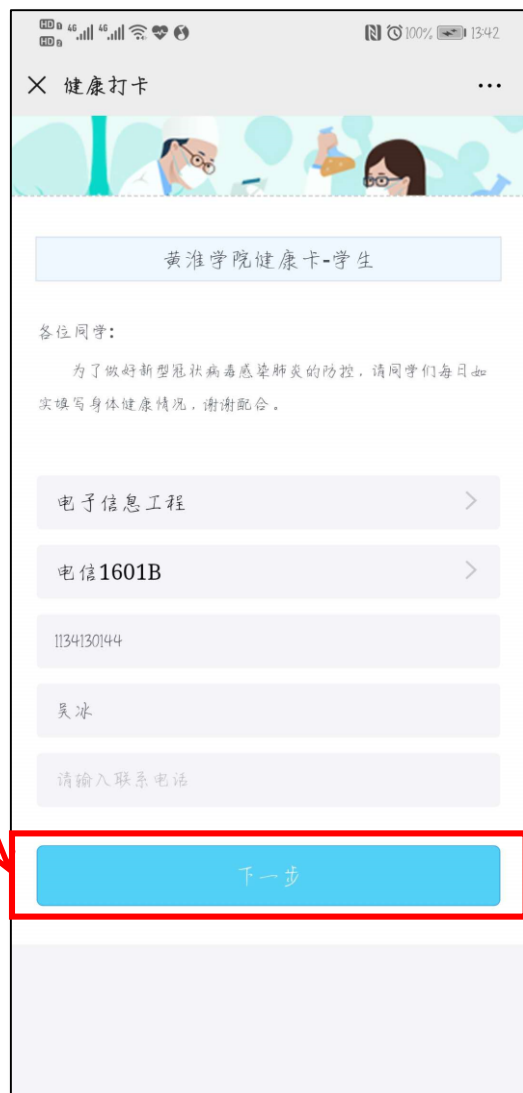 HD 4G 4G 100% 13:42
HD
健康打卡
黄淮学院健康卡-学生
各位同学:
为了做好新型冠状病毒感染肺炎的防控，请同学们每日如
实填写身体健康情况，谢谢配合。
电子信息工程
电信1601B
1134130144
吴冰
请输入联系电话
下一步